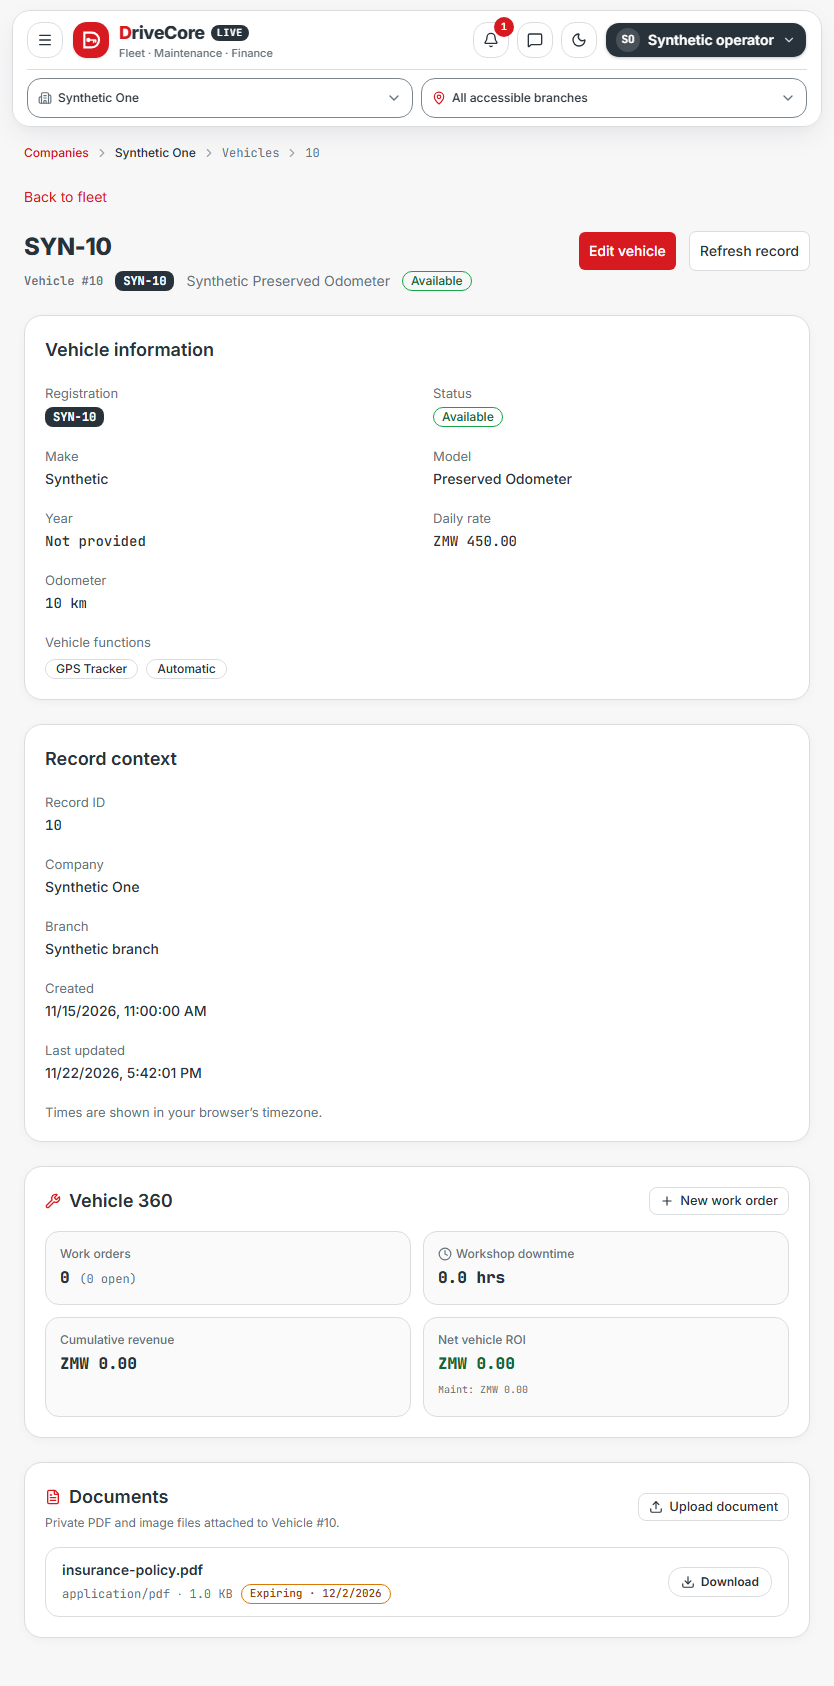 DriveCore LIVE
Fleet · Maintenance · Finance
1
SO Synthetic operator
Synthetic One
All accessible branches
Companies > Synthetic One > Vehicles > 10
Back to fleet
SYN-10
Edit vehicle
Refresh record
Vehicle #10 SYN-10 Synthetic Preserved Odometer Available
Vehicle information
Registration
SYN-10
Status
Available
Make
Synthetic
Model
Preserved Odometer
Year
Not provided
Daily rate
ZMW 450.00
Odometer
10 km
Vehicle functions
GPS Tracker
Automatic
Record context
Record ID
10
Company
Synthetic One
Branch
Synthetic branch
Created
11/15/2026, 11:00:00 AM
Last updated
11/22/2026, 5:42:01 PM
Times are shown in your browser’s timezone.
Vehicle 360
New work order
Work orders
0 (0 open)
Workshop downtime
0.0 hrs
Cumulative revenue
ZMW 0.00
Net vehicle ROI
ZMW 0.00
Maint: ZMW 0.00
Documents
Private PDF and image files attached to Vehicle #10.
Upload document
insurance-policy.pdf
application/pdf · 1.0 KB Expiring · 12/2/2026
Download